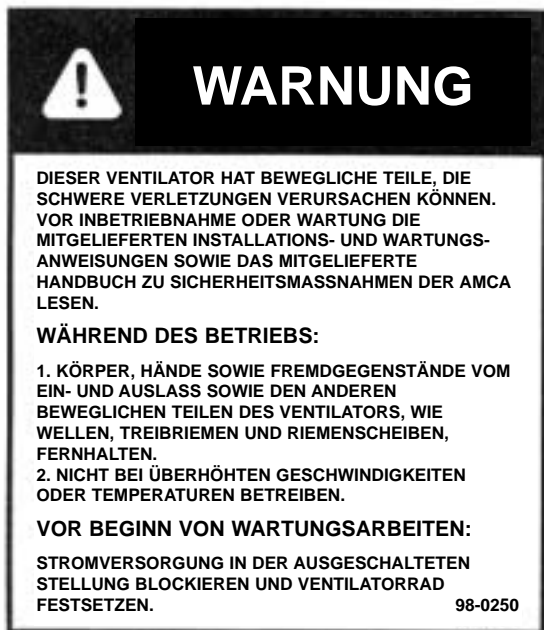 WARNUNG
DIESER VENTILATOR HAT BEWEGLICHE TEILE, DIE
SCHWERE VERLETZUNGEN VERURSACHEN KÖNNEN.
VOR INBETRIEBNAHME ODER WARTUNG DIE
MITGELIEFERTEN INSTALLATIONS- UND WARTUNGS-
ANWEISUNGEN SOWIE DAS MITGELIEFERTE
HANDBUCH ZU SICHERHEITSMASSNAHMEN DER AMCA
LESEN.
WÄHREND DES BETRIEBS:
1. KÖRPER, HÄNDE SOWIE FREMDGEGENSTÄNDE VOM
EIN- UND AUSLASS SOWIE DEN ANDEREN
BEWEGLICHEN TEILEN DES VENTILATORS, WIE
WELLEN, TREIBRIEMEN UND RIEMENSCHEIBEN,
FERNHALTEN.
2. NICHT BEI ÜBERHÖHTEN GESCHWINDIGKEITEN
ODER TEMPERATUREN BETREIBEN.
VOR BEGINN VON WARTUNGSARBEITEN:
STROMVERSORGUNG IN DER AUSGESCHALTETEN
STELLUNG BLOCKIEREN UND VENTILATORRAD
FESTSETZEN. 98-0250